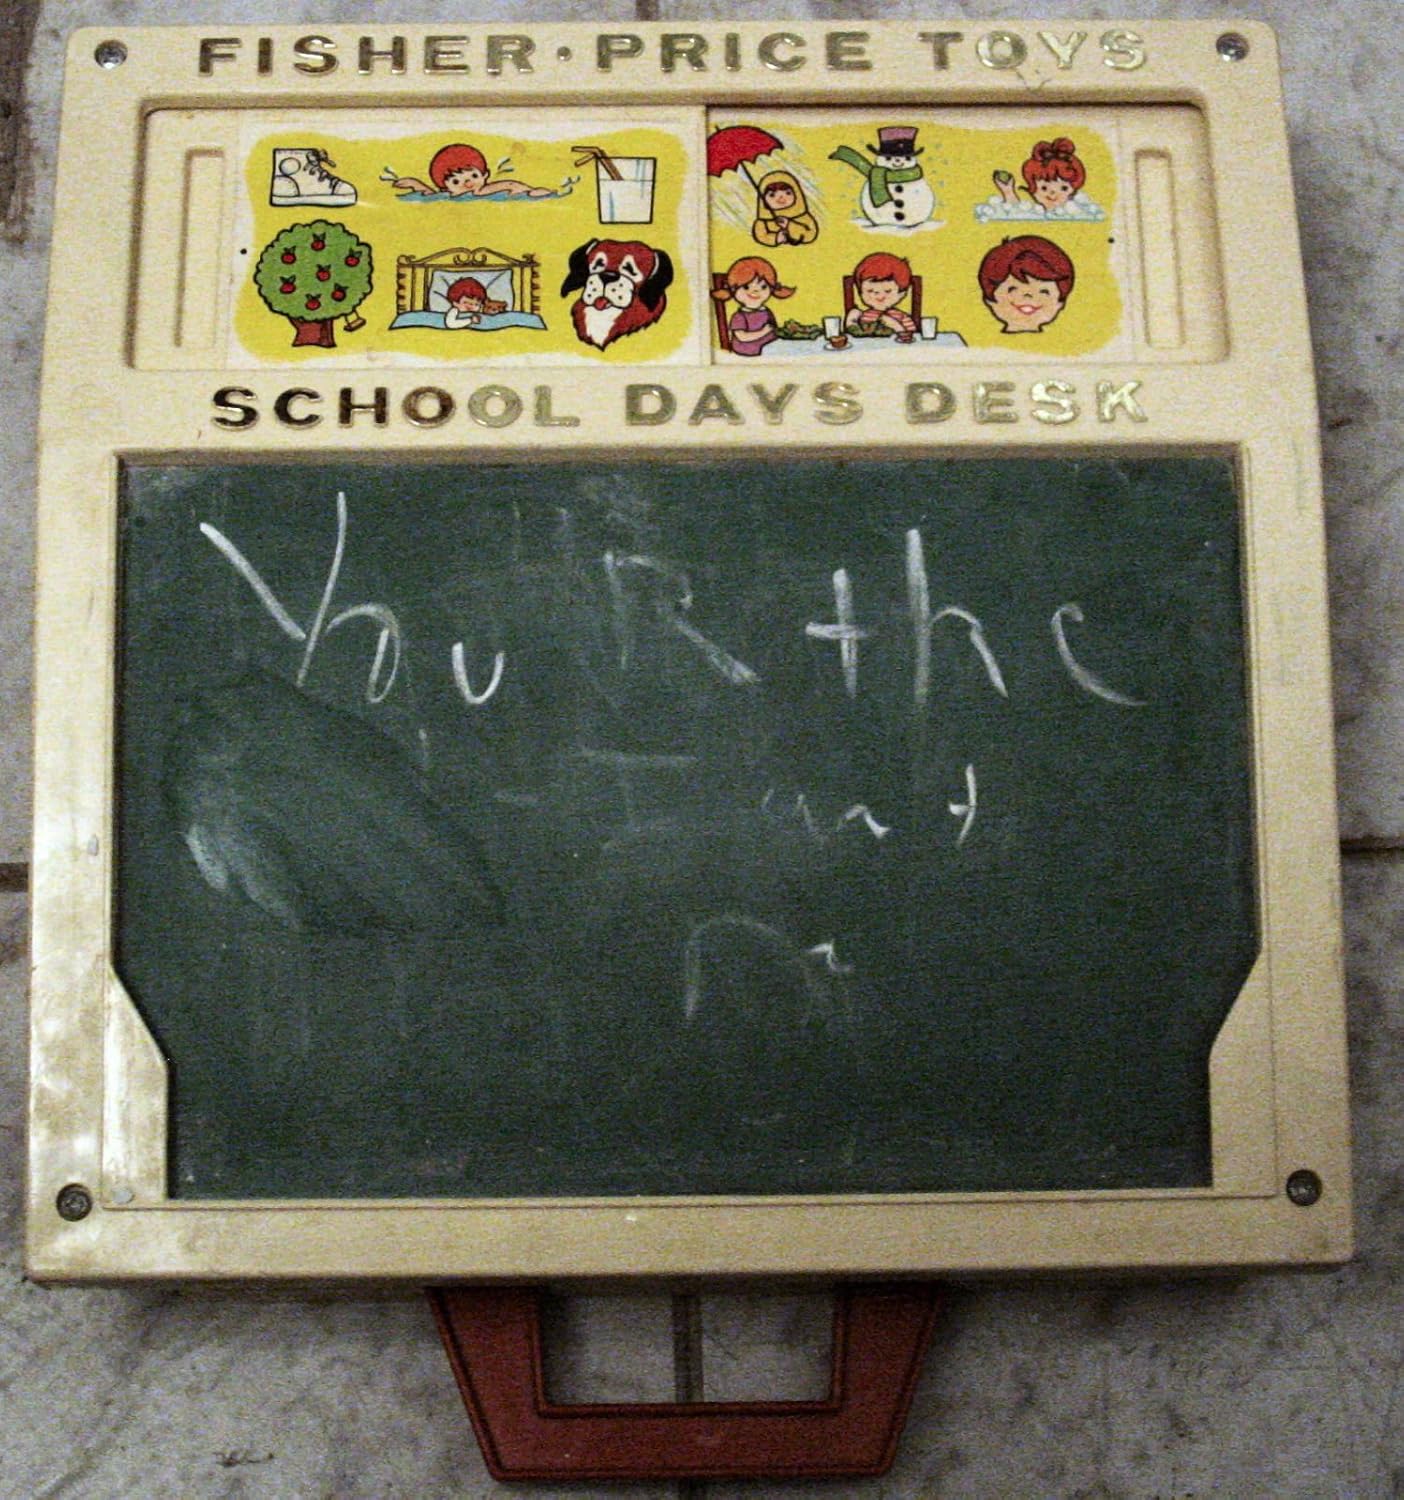 FISHER·PRICE TOYS
SCHOOL DAYS DESK
You R the